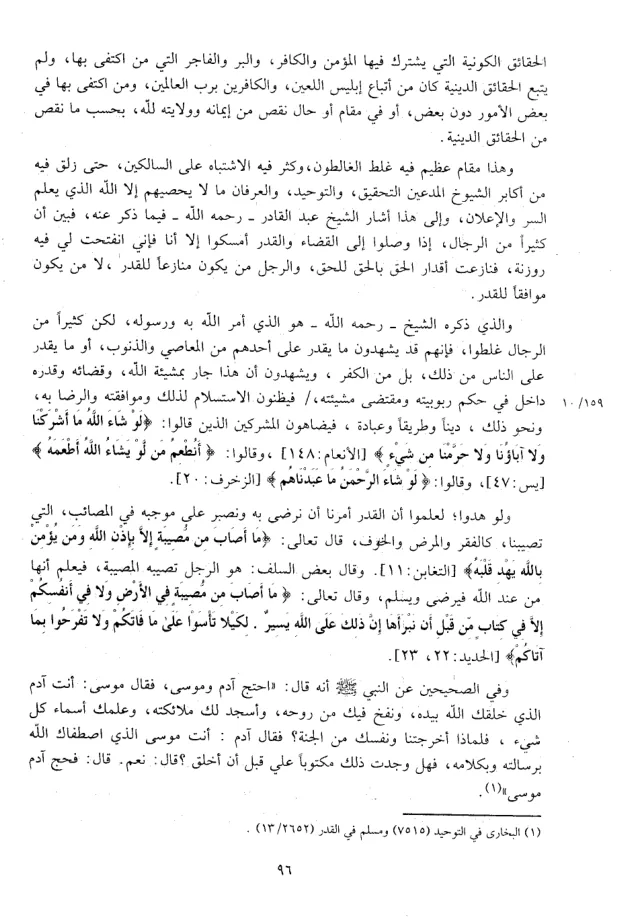 الحقائق الكونية التي يشترك فيها المؤمن والكافر، والبر والفاجر التي من اكتفى بها، ولم
يتبع الحقائق الدينية كان من أتباع إبليس اللعين، والكافرين برب العالمين، ومن اكتفى بها في
بعض الأمور دون بعض، أو في مقام أو حال نقص من إيمانه وولايته لله، بحسب ما نقص
من الحقائق الدينية.
وهذا مقام عظيم فيه غلط الغالطون،وكثر فيه الاشتباه على السالكين، حتى زلق فيه
من أكابر الشيوخ المدعين التحقيق، والتوحيد، والعرفان ما لا يحصيهم إلا الله الذي يعلم
السر والإعلان، وإلى هذا أشار الشيخ عبد القادر ـ رحمه الله ـ فيما ذكر عنه، فبين أن
كثيراً من الرجال، إذا وصلوا إلى القضاء والقدر أمسكوا إلا أنا فإني انفتحت لي فيه
روزنة، فنازعت أقدار الحق بالحق للحق، والرجل من يكون منازعاً للقدر ،لا من يكون
موافقاً للقدر.
والذي ذكره الشيخ ـ رحمه الله ـ هو الذي أمر الله به ورسوله، لكن كثيراً من
الرجال غلطوا، فإنهم قد يشهدون ما يقدر على أحدهم من المعاصي والذنوب، أو ما يقدر
على الناس من ذلك، بل من الكفر ، ويشهدون أن هذا جار بمشيئة الله، وقضائه وقدره
١٠/١٥٩ داخل في حكم ربوبيته ومقتضى مشيئته،/ فيظنون الاستسلام لذلك وموافقته والرضا به،
ونحو ذلك ، ديناً وطريقاً وعبادة ، فيضاهون المشركين الذين قالوا: ﴿لَوْ شَاءَ اللَّهُ مَا أَشْرَكْنَا
وَلا آبَاؤُنَا وَلا حَرَّمْنَا مِن شَيْءٍ ﴾ [الأنعام:١٤٨] ،وقالوا: ﴿ أَنُطْعِمُ مَن لَّوْ يَشَاءُ اللَّهُ أَطْعَمَهُ ﴾
[يس:٤٧]، وقالوا:﴿ لَوْ شَاءَ الرَّحْمَنُ مَا عَبَدْنَاهُم ﴾ [الزخرف: ٢٠].
ولو هدوا؛ لعلموا أن القدر أمرنا أن نرضى به ونصبر على موجبه في المصائب، التي
تصيبنا، كالفقر والمرض والخوف، قال تعالى: ﴿مَا أَصَابَ مِن مُّصِيبَةٍ إِلاَّ بِإِذْنِ اللَّهِ وَمَن يُؤْمِنْ
بِاللَّهِ يَهْدِ قَلْبَهُ﴾ [التغابن:١١]. وقال بعض السلف: هو الرجل تصيبه المصيبة، فيعلم أنها
من عند الله فيرضى ويسلم، وقال تعالى: ﴿ مَا أَصَابَ مِن مُّصِيبَةٍ فِي الأَرْضِ وَلا فِي أَنفُسِكُمْ
إِلاَّ فِي كِتَابٍ مِّن قَبْلِ أَن نَّبْرَأَهَا إِنَّ ذَلِكَ عَلَى اللَّهِ يَسِيرٌ . لِكَيْلا تَأْسَوْا عَلَى مَا فَاتَكُمْ وَلا تَفْرَحُوا بِمَا
آتَاكُمْ﴾ [الحديد:٢٢، ٢٣].
وفي الصحيحين عن النبي ﷺ أنه قال: «احتج آدم وموسى، فقال موسى: أنت آدم
الذي خلقك الله بيده، ونفخ فيك من روحه، وأسجد لك ملائكته، وعلمك أسماء كل
شيء ، فلماذا أخرجتنا ونفسك من الجنة؟ فقال آدم : أنت موسى الذي اصطفاك الله
برسالته وبكلامه، فهل وجدت ذلك مكتوباً علي قبل أن أخلق ؟قال: نعم. قال: فحج آدم
موسى»(١).
(١) البخارى في التوحيد (٧٥١٥) ومسلم في القدر (١٣/٢٦٥٢) .
٩٦